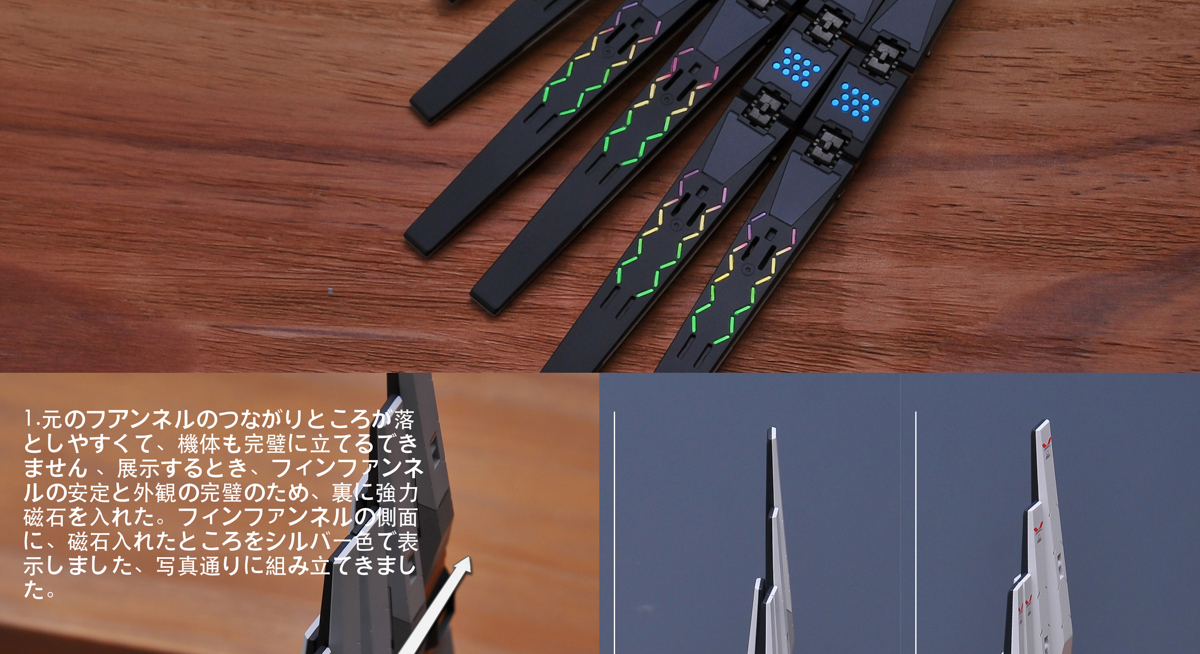 1.元のフアンネルのつながりところが落
としやすくて、機体も完璧に立てるでき
ません 、展示するとき、フィンファンネ
ルの安定と外観の完璧のため、裏に強力
磁石を入れた。フィンファンネルの側面
に、磁石入れたところをシルバー色で表
示しました、写真通りに組み立てきまし
た。